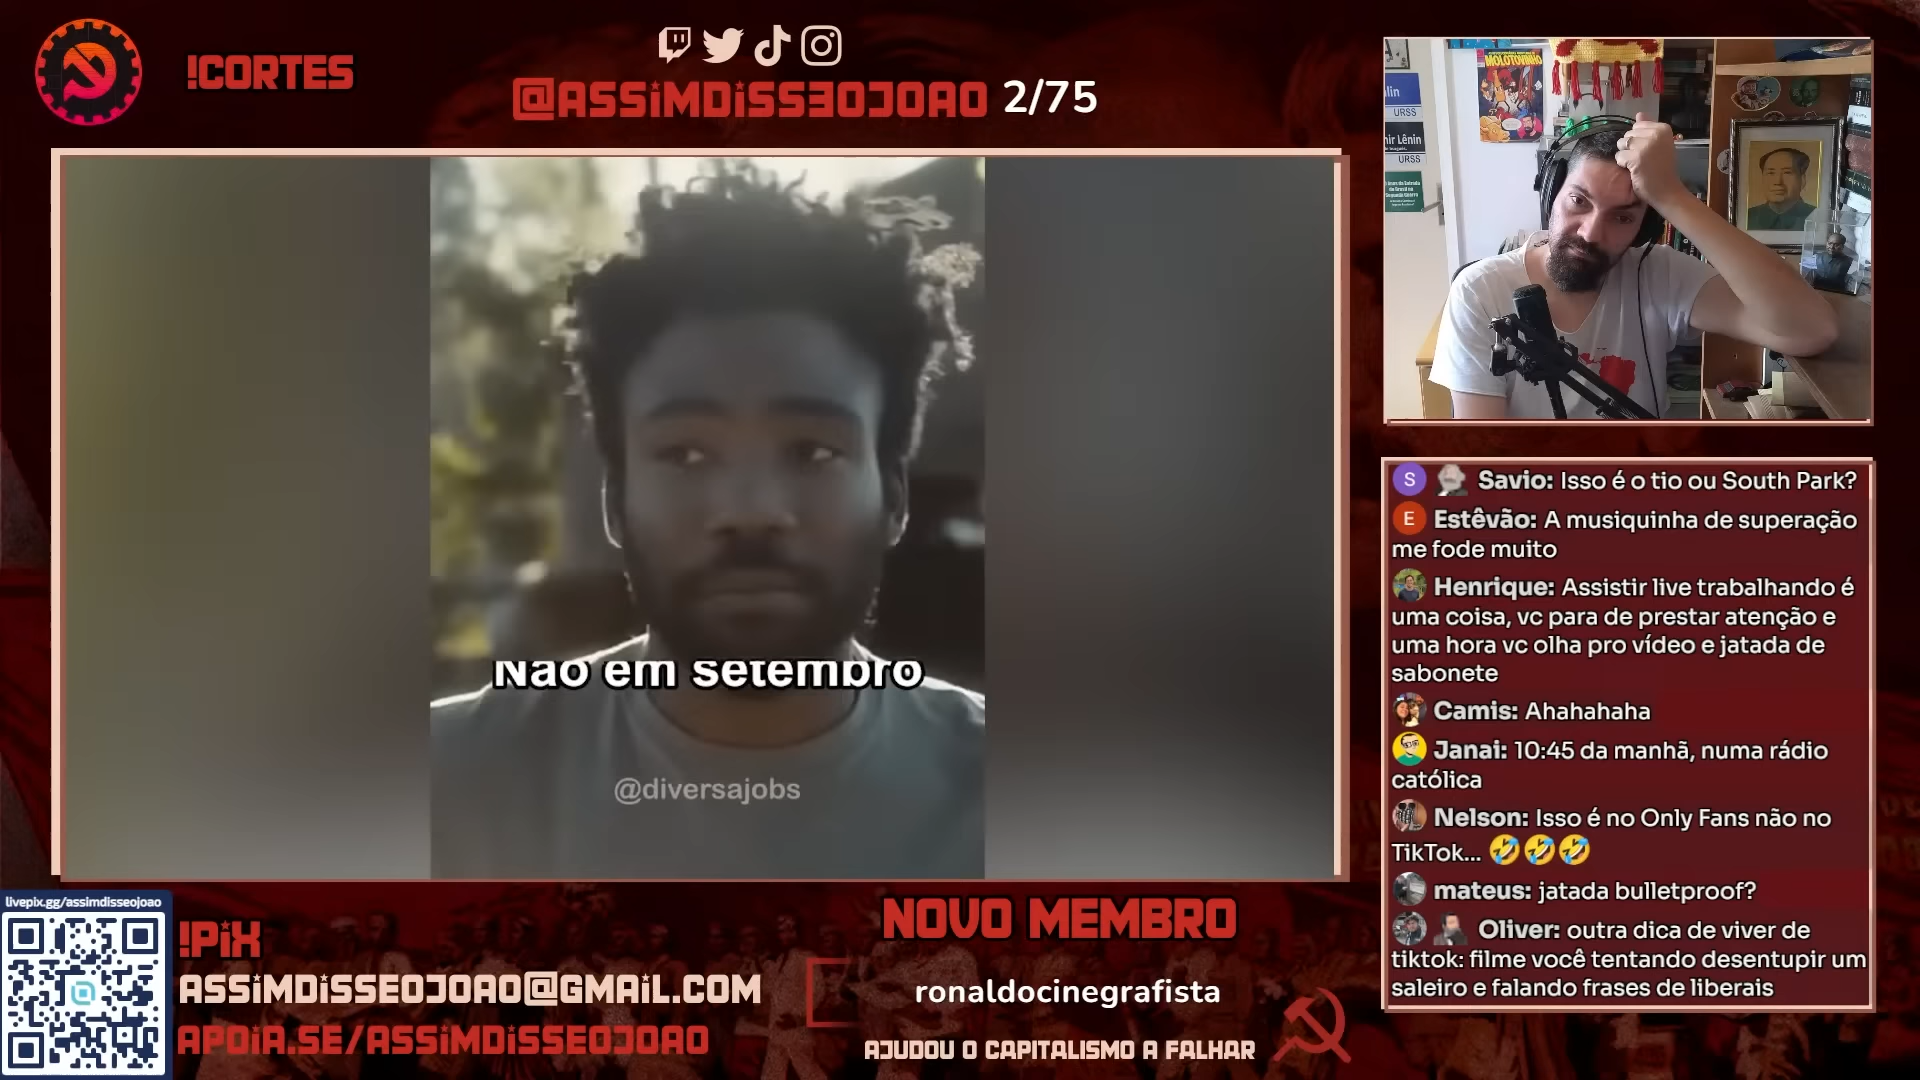 !CORTES
@ASSIMDISSEOJOAO 2/75
MOLOTOVINHO
lin
URSS
ir Lênin
URSS
Não em setembro
@diversajobs
S Savio: Isso é o tio ou South Park?
E Estêvão: A musiquinha de superação
me fode muito
Henrique: Assistir live trabalhando é
uma coisa, vc para de prestar atenção e
uma hora vc olha pro vídeo e jatada de
sabonete
Camis: Ahahahaha
Janai: 10:45 da manhã, numa rádio
católica
Nelson: Isso é no Only Fans não no
TikTok... 🤣🤣🤣
mateus: jatada bulletproof?
Oliver: outra dica de viver de
tiktok: filme você tentando desentupir um
saleiro e falando frases de liberais
livepix.gg/assimdisseojoao
!PIX
ASSIMDISSEOJOAO@GMAIL.COM
APOIA.SE/ASSIMDISSEOJOAO
NOVO MEMBRO
ronaldocinegrafista
AJUDOU O CAPITALISMO A FALHAR